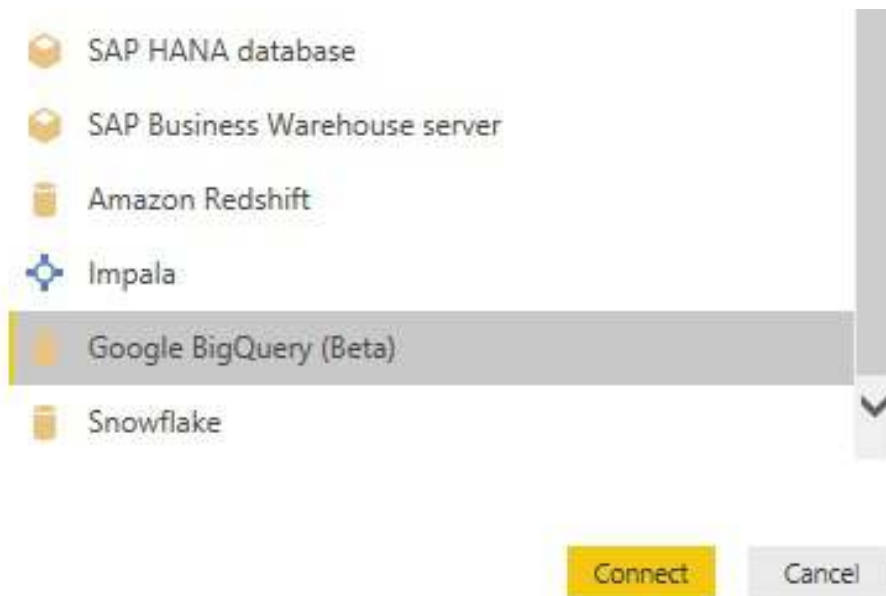 SAP HANA database
SAP Business Warehouse server
Amazon Redshift
Impala
Google BigQuery (Beta)
Snowflake
Connect Cancel